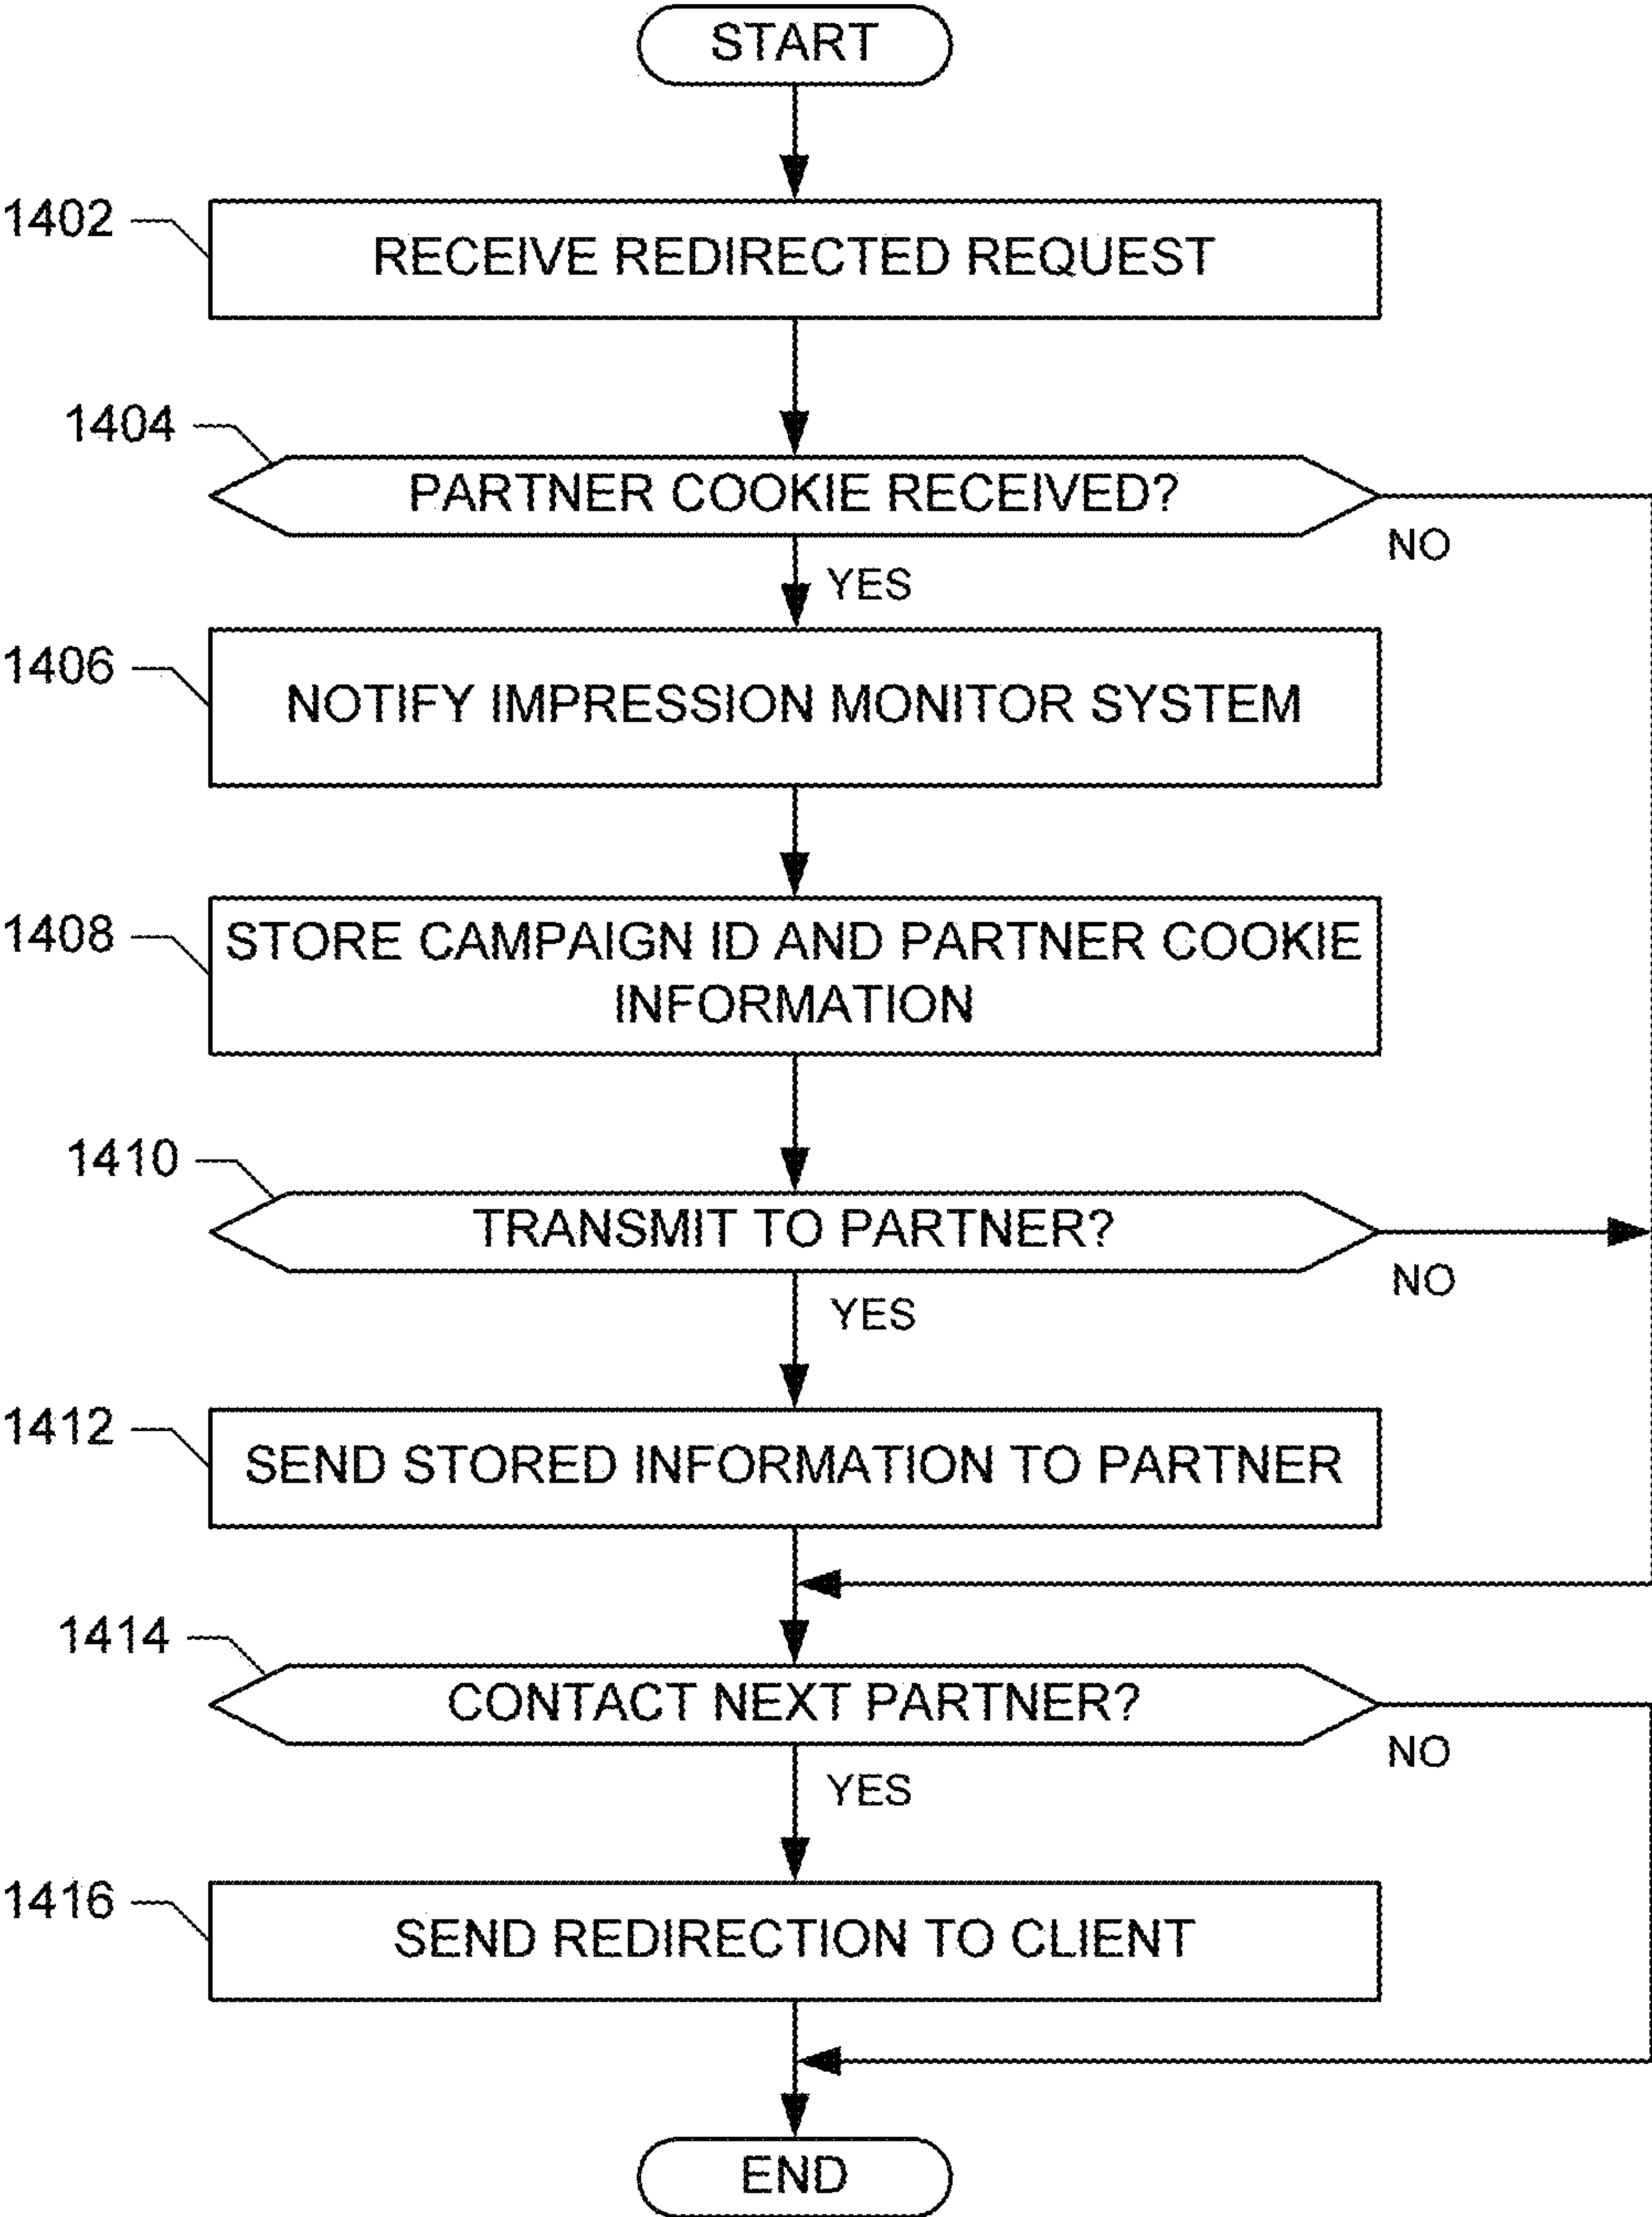 START
1402
RECEIVE REDIRECTED REQUEST
1404
PARTNER COOKIE RECEIVED?
NO
YES
1406
NOTIFY IMPRESSION MONITOR SYSTEM
1408
STORE CAMPAIGN ID AND PARTNER COOKIE
INFORMATION
1410
TRANSMIT TO PARTNER?
NO
YES
1412
SEND STORED INFORMATION TO PARTNER
1414
CONTACT NEXT PARTNER?
NO
YES
1416
SEND REDIRECTION TO CLIENT
END